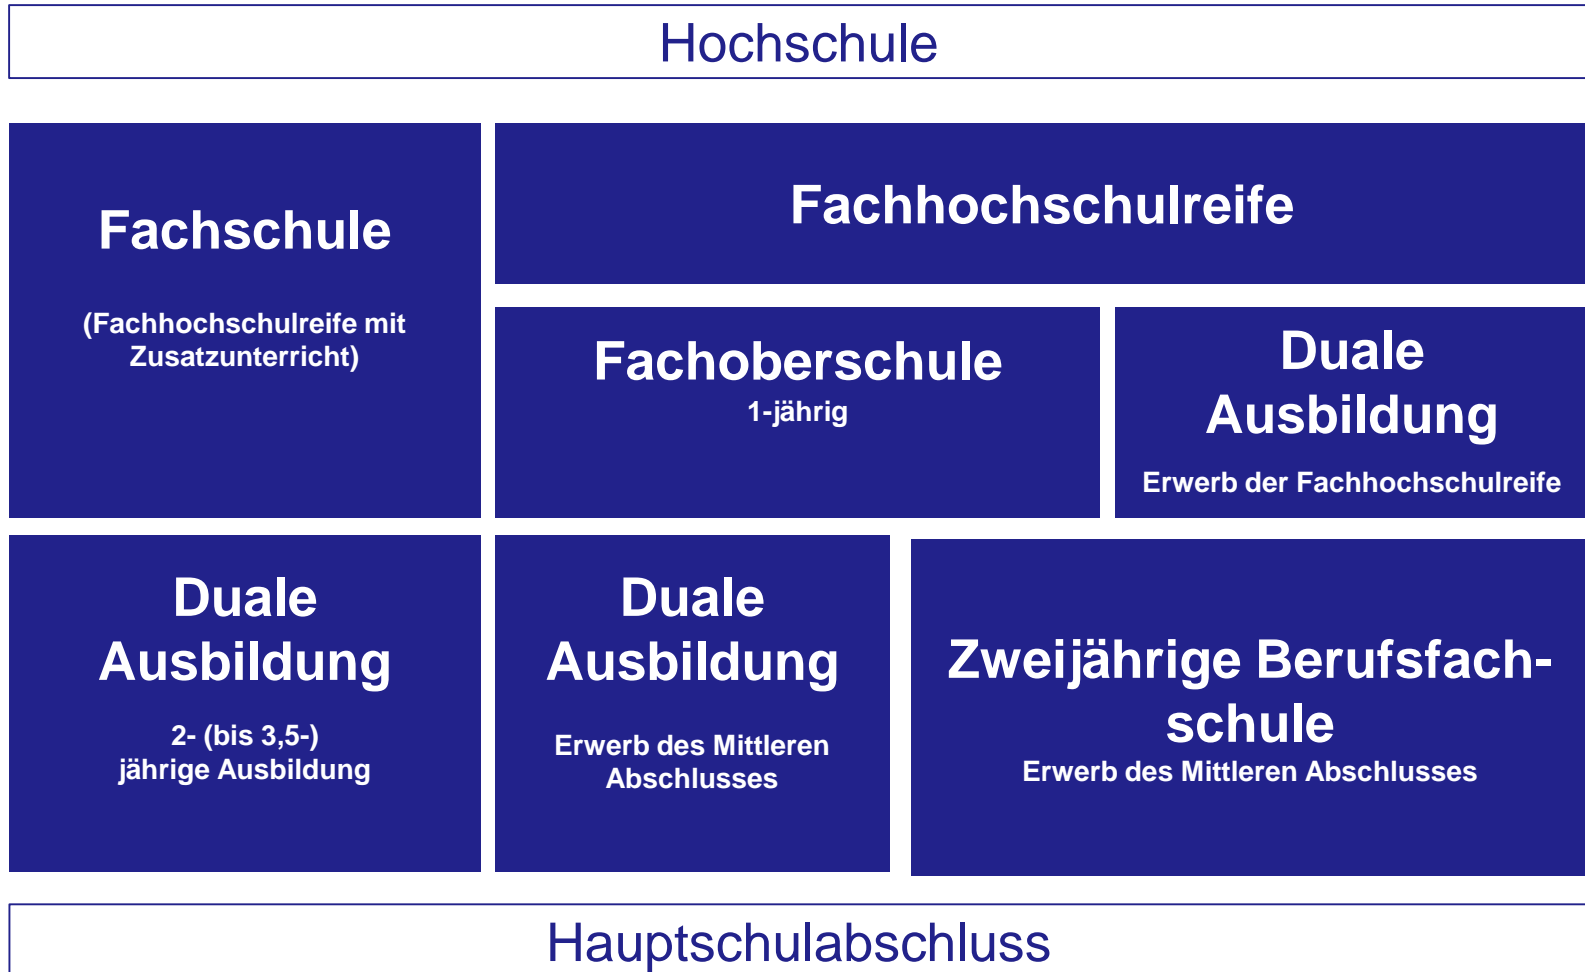 Hochschule
Fachschule
(Fachhochschulreife mit
Zusatzunterricht)
Fachhochschulreife
Fachoberschule
1-jährig
Duale
Ausbildung
Erwerb der Fachhochschulreife
Duale
Ausbildung
2- (bis 3,5-)
jährige Ausbildung
Duale
Ausbildung
Erwerb des Mittleren
Abschlusses
Zweijährige Berufsfach-
schule
Erwerb des Mittleren Abschlusses
Hauptschulabschluss